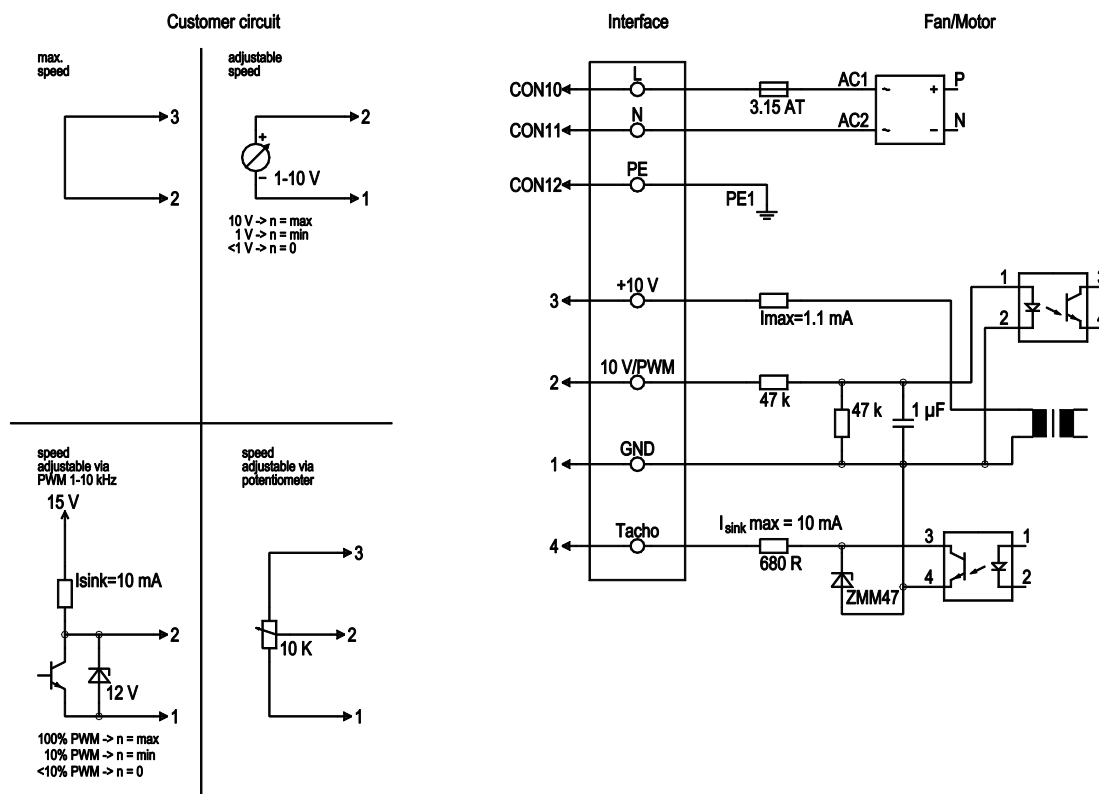 Customer circuit
Interface
Fan/Motor
max.
speed
3
2
adjustable
speed
2
+
–
1-10 V
1
10 V -> n = max
1 V -> n = min
<1 V -> n = 0
speed
adjustable via
PWM 1-10 kHz
15 V
Isink=10 mA
2
12 V
1
100% PWM -> n = max
10% PWM -> n = min
<10% PWM -> n = 0
speed
adjustable via
potentiometer
3
2
10 K
1
CON10
L
3.15 AT
AC1
~
+
P
CON11
N
AC2
~
–
N
CON12
PE
PE1
3
+10 V
Imax=1.1 mA
1
2
3
4
2
10 V/PWM
47 k
47 k
1 µF
1
GND
4
Tacho
Isink max = 10 mA
680 R
ZMM47
3
4
1
2